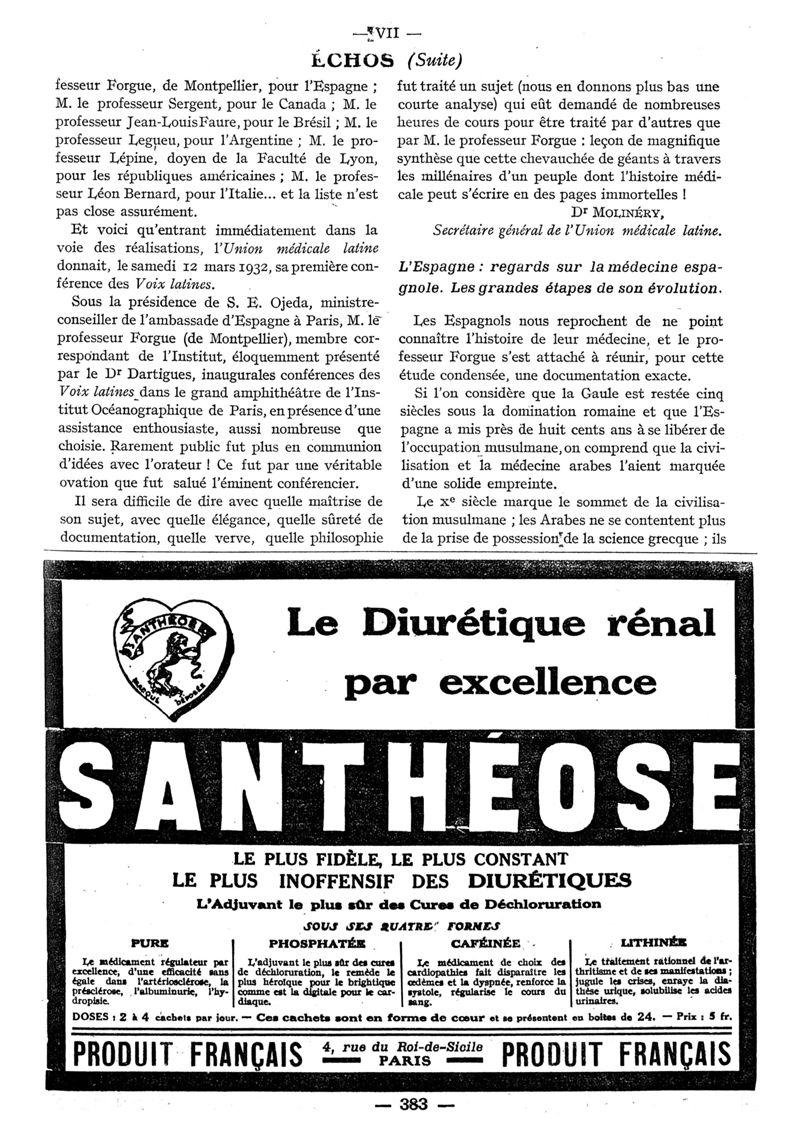 — VII —
ÉCHOS (Suite)
fesseur Forgue, de Montpellier, pour l'Espagne ;
M. le professeur Sergent, pour le Canada ; M. le
professeur Jean-Louis Faure, pour le Brésil ; M. le
professeur Legueu, pour l'Argentine ; M. le pro-
fesseur Lépine, doyen de la Faculté de Lyon,
pour les républiques américaines ; M. le profes-
seur Léon Bernard, pour l'Italie... et la liste n'est
pas close assurément.
Et voici qu'entrant immédiatement dans la
voie des réalisations, l'Union médicale latine
donnait, le samedi 12 mars 1932, sa première con-
férence des Voix latines.
Sous la présidence de S. E. Ojeda, ministre-
conseiller de l'ambassade d'Espagne à Paris, M. le
professeur Forgue (de Montpellier), membre cor-
respondant de l'Institut, éloquemment présenté
par le Dr Dartigues, inaugurales conférences des
Voix latines dans le grand amphithéâtre de l'Ins-
titut Océanographique de Paris, en présence d'une
assistance enthousiaste, aussi nombreuse que
choisie. Rarement public fut plus en communion
d'idées avec l'orateur ! Ce fut par une véritable
ovation que fut salué l'éminent conférencier.
Il sera difficile de dire avec quelle maîtrise de
son sujet, avec quelle élégance, quelle sûreté de
documentation, quelle verve, quelle philosophie
fut traité un sujet (nous en donnons plus bas une
courte analyse) qui eût demandé de nombreuses
heures de cours pour être traité par d'autres que
par M. le professeur Forgue : leçon de magnifique
synthèse que cette chevauchée de géants à travers
les millénaires d'un peuple dont l'histoire médi-
cale peut s'écrire en des pages immortelles !
Dr MOLINÉRY,
Secrétaire général de l'Union médicale latine.
L'Espagne : regards sur la médecine espa-
gnole. Les grandes étapes de son évolution.
Les Espagnols nous reprochent de ne point
connaître l'histoire de leur médecine, et le pro-
fesseur Forgue s'est attaché à réunir, pour cette
étude condensée, une documentation exacte.
Si l'on considère que la Gaule est restée cinq
siècles sous la domination romaine et que l'Es-
pagne a mis près de huit cents ans à se libérer de
l'occupation musulmane, on comprend que la civi-
lisation et la médecine arabes l'aient marquée
d'une solide empreinte.
Le Xe siècle marque le sommet de la civilisa-
tion musulmane ; les Arabes ne se contentent plus
de la prise de possession de la science grecque ; ils
SANTHÉOSE
MARQUE DÉPOSÉE
Le Diurétique rénal
par excellence
SANTHÉOSE
LE PLUS FIDÈLE, LE PLUS CONSTANT
LE PLUS INOFFENSIF DES DIURÉTIQUES
L'Adjuvant le plus sûr des Cures de Déchloruration
SOUS SES QUATRE FORMES
PURE
Le médicament régulateur par
excellence, d'une efficacité sans
égale dans l'artériosclérose, la
présclérose, l'albuminurie, l'hy-
dropisie.
PHOSPHATÉE
L'adjuvant le plus sûr des cures
de déchloruration, le remède le
plus héroïque pour le brightique
comme est la digitale pour le car-
diaque.
CAFÉINÉE
Le médicament de choix des
cardiopathies fait disparaître les
œdèmes et la dyspnée, renforce la
systole, régularise le cours du
sang.
LITHINÉE
Le traitement rationnel de l'ar-
thritisme et de ses manifestations ;
jugule les crises, enraye la dia-
thèse urique, solubilise les acides
urinaires.
DOSES : 2 à 4 cachets par jour. — Ces cachets sont en forme de cœur et se présentent en boîtes de 24. — Prix : 5 fr.
PRODUIT FRANÇAIS — 4, rue du Roi-de-Sicile — PRODUIT FRANÇAIS
PARIS
— 383 —